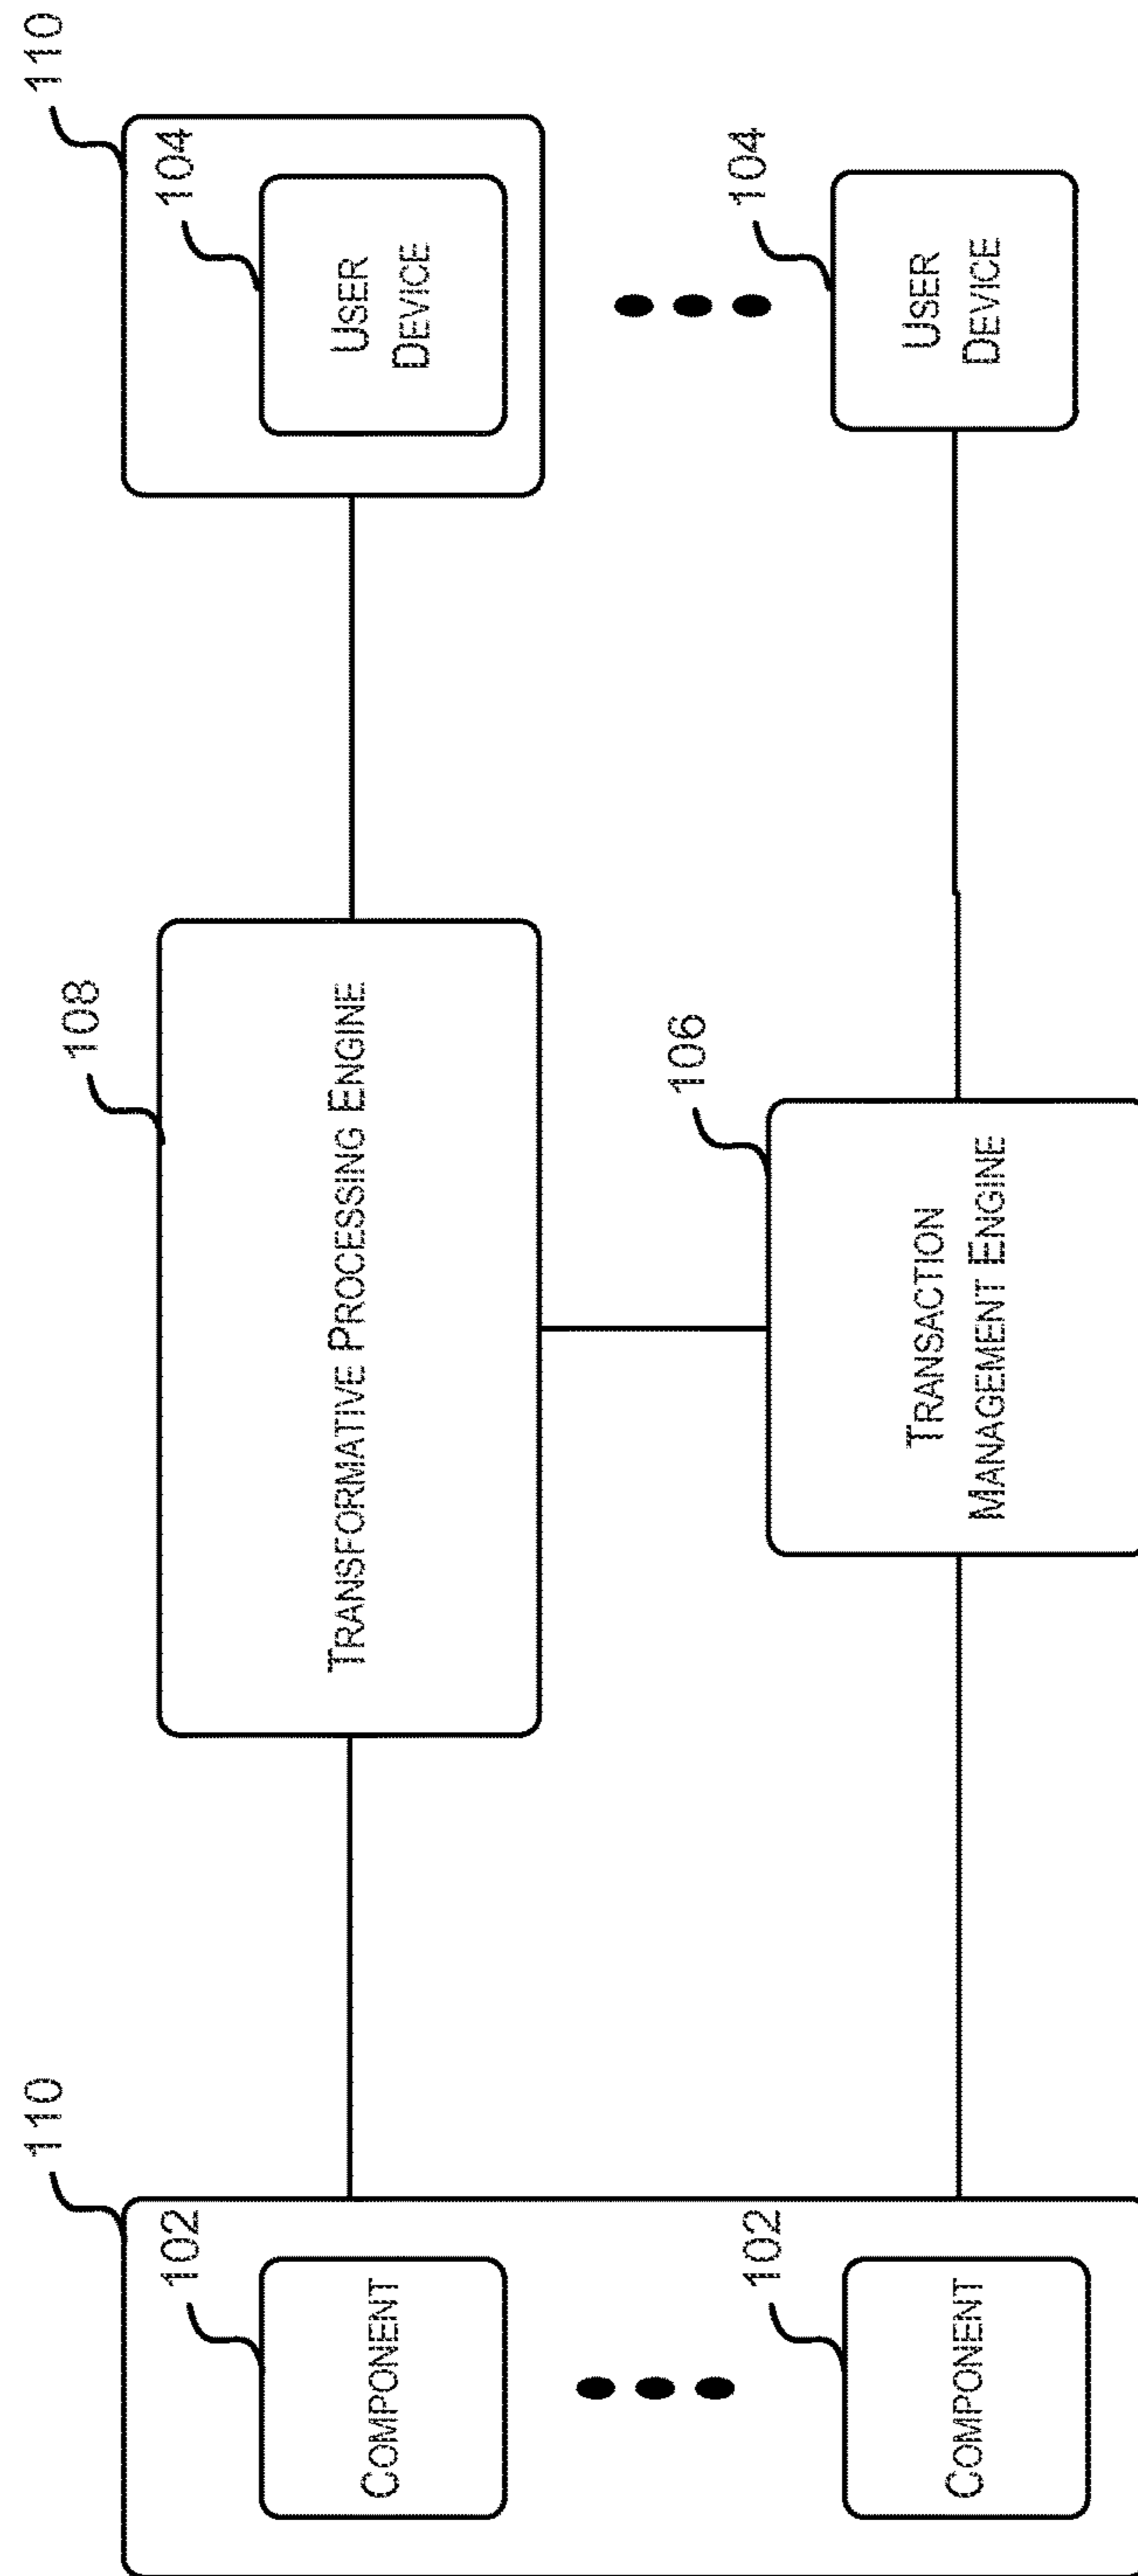 110
102
COMPONENT
102
COMPONENT
108
TRANSFORMATIVE PROCESSING ENGINE
106
TRANSACTION
MANAGEMENT ENGINE
110
104
USER
DEVICE
104
USER
DEVICE